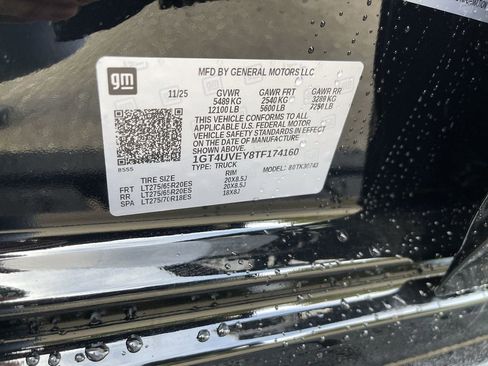 gm
MFD BY GENERAL MOTORS LLC
11/25 GVWR GAWR FRT GAWR RR
5489 KG 2540 KG 3289 KG
12100 LB 5600 LB 7250 LB
THIS VEHICLE CONFORMS TO ALL
APPLICABLE U.S. FEDERAL MOTOR
VEHICLE SAFETY STANDARDS IN EFFECT
ON THE DATE OF MANUFACTURE
SHOWN ABOVE.
1GT4UVEY8TF174160
TYPE: TRUCK MODEL:
8555
TIRE SIZE RIM
FRT LT275/65R20ES 20X8.5J
RR LT275/65R20ES 20X8.5J
SPA LT275/70R18ES 18X8J